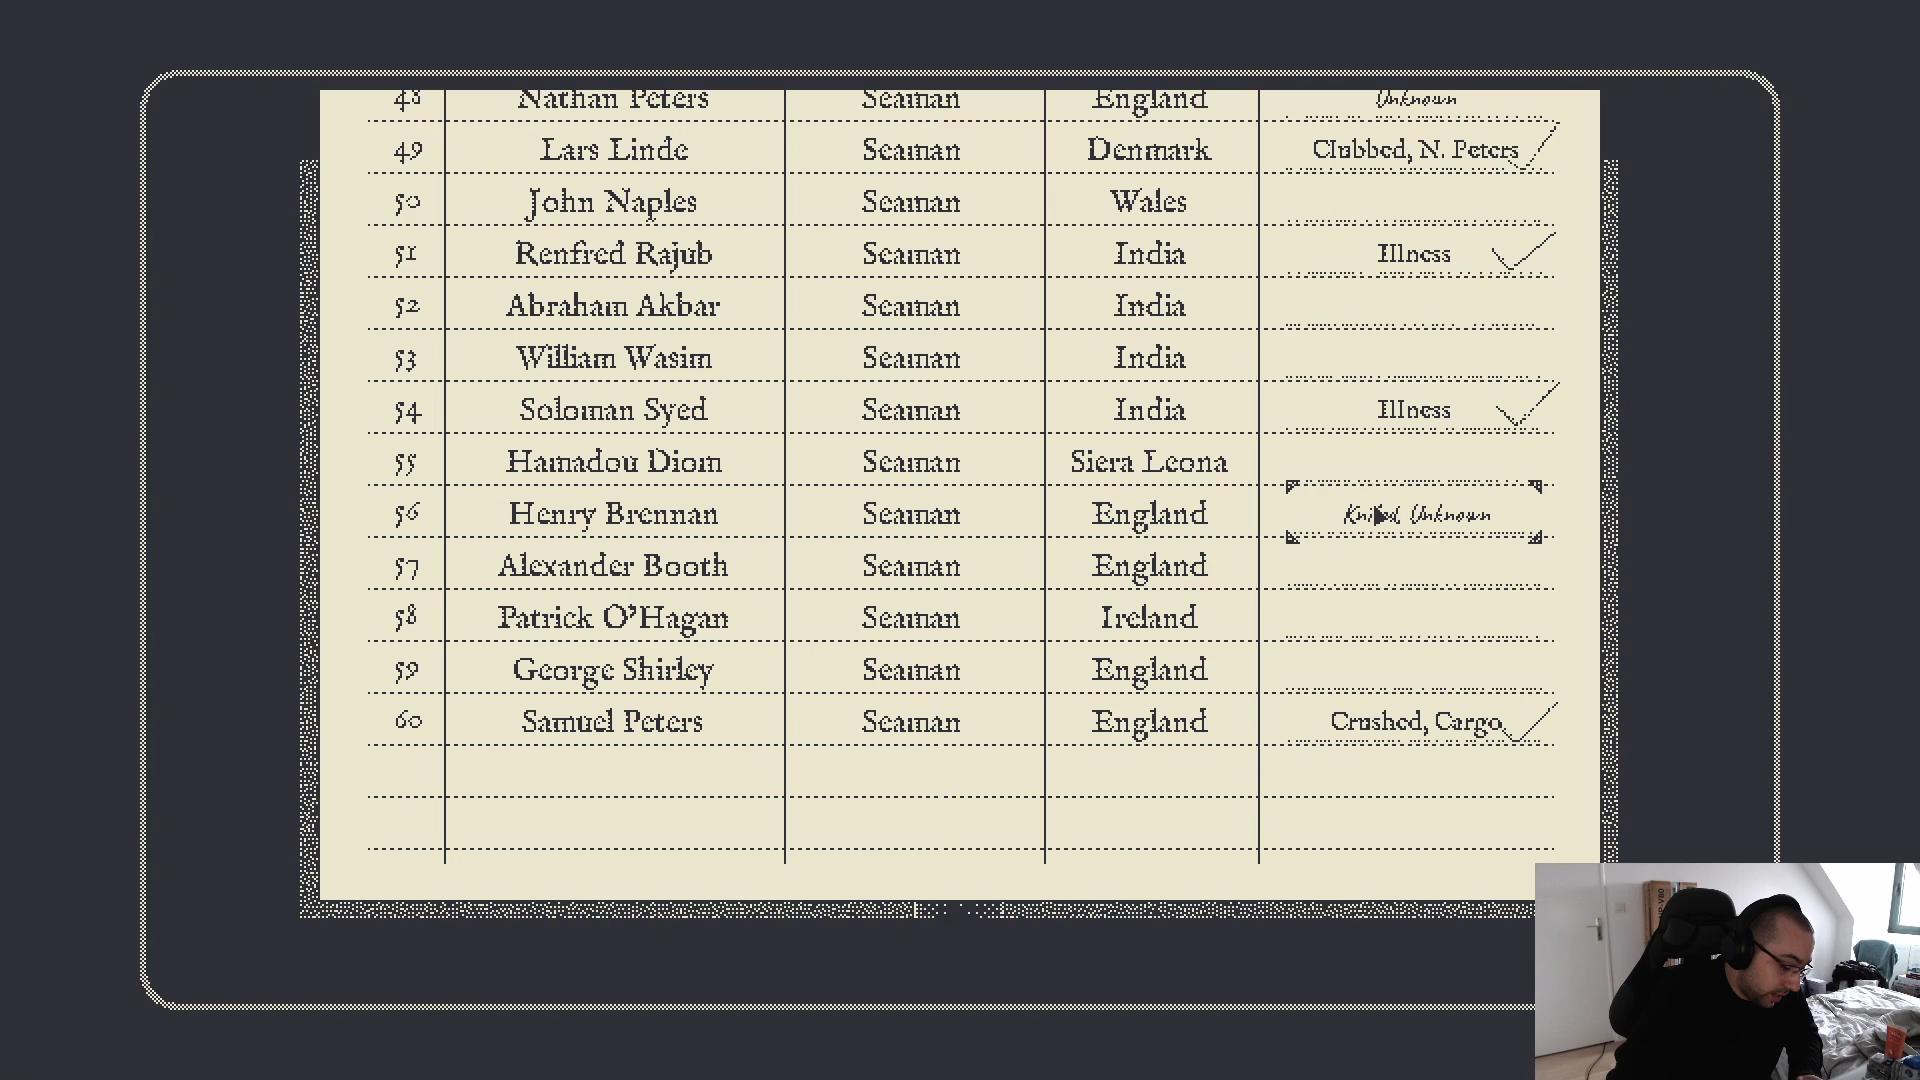 48 Nathan Peters Seaman England Unknown
49 Lars Linde Seaman Denmark Clubbed, N. Peters
50 John Naples Seaman Wales
51 Renfred Rajub Seaman India Illness
52 Abraham Akbar Seaman India
53 William Wasim Seaman India
54 Soloman Syed Seaman India Illness
55 Hamadou Diom Seaman Siera Leona
56 Henry Brennan Seaman England Knifed, Unknown
57 Alexander Booth Seaman England
58 Patrick O'Hagan Seaman Ireland
59 George Shirley Seaman England
60 Samuel Peters Seaman England Crushed, Cargo